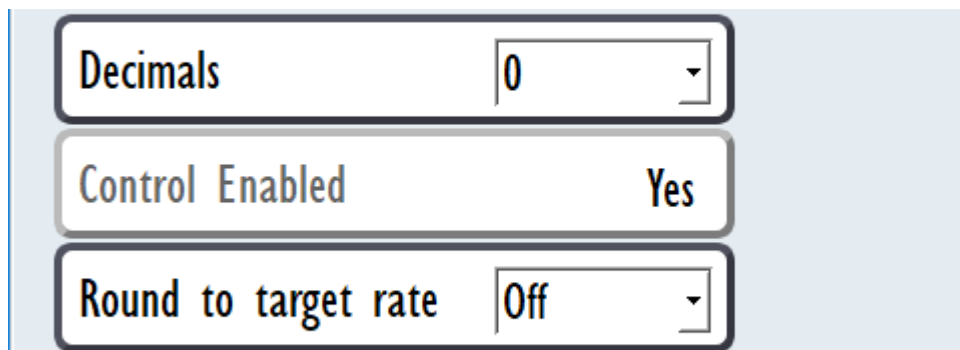 Decimals 0
Control Enabled Yes
Round to target rate Off